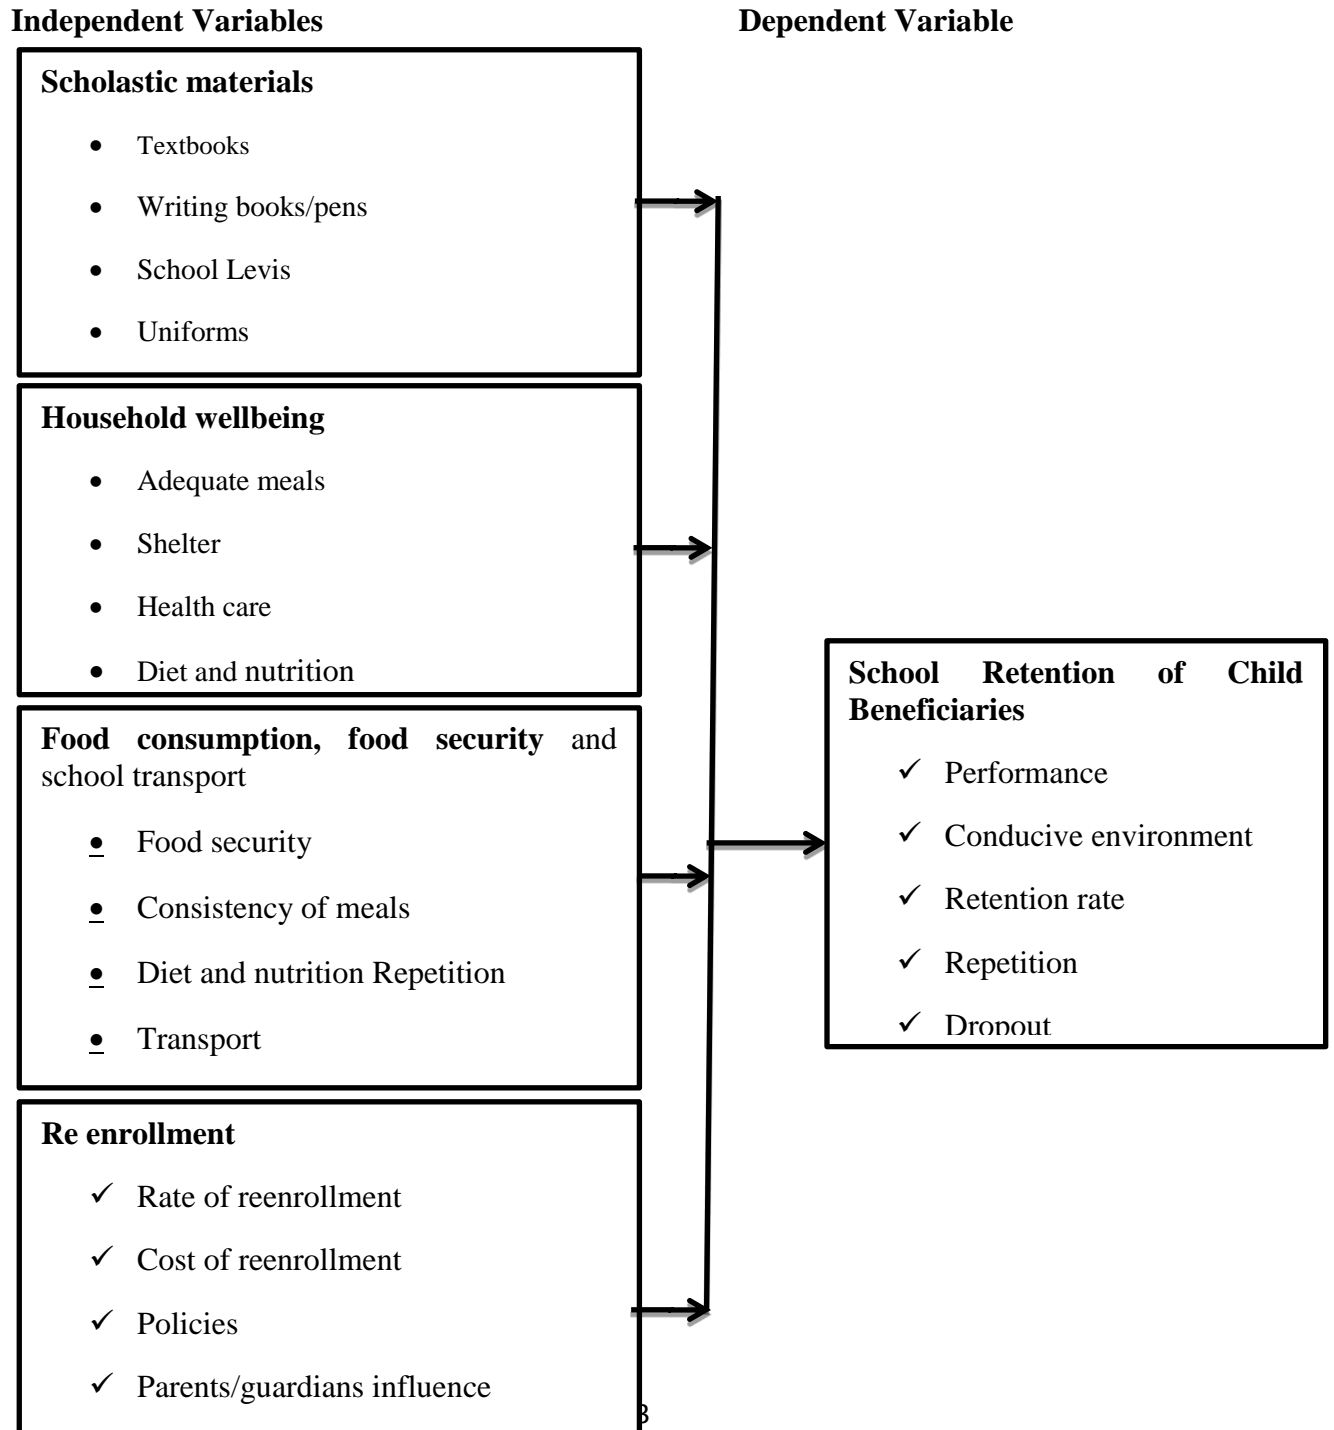 Independent Variables
Dependent Variable
Scholastic materials
• Textbooks
• Writing books/pens
• School Levis
• Uniforms
Household wellbeing
• Adequate meals
• Shelter
• Health care
• Diet and nutrition
Food consumption, food security and
school transport
• Food security
• Consistency of meals
• Diet and nutrition Repetition
• Transport
Re enrollment
✓ Rate of reenrollment
✓ Cost of reenrollment
✓ Policies
✓ Parents/guardians influence
School Retention of Child
Beneficiaries
✓ Performance
✓ Conducive environment
✓ Retention rate
✓ Repetition
✓ Dropout